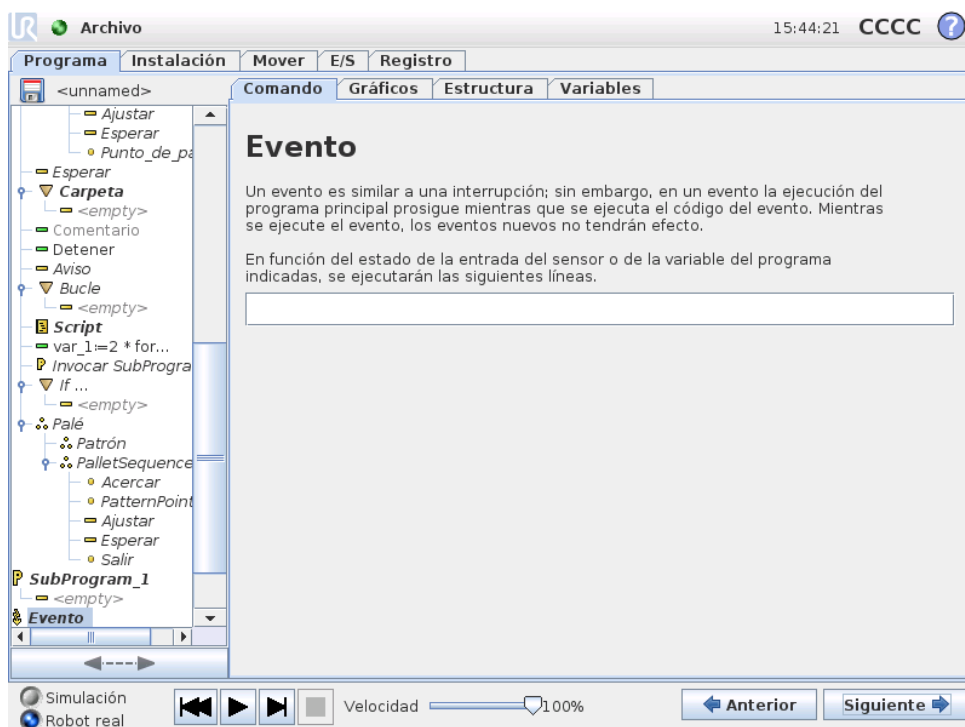 Archivo
15:44:21
CCCC
?
Programa
Instalación
Mover
E/S
Registro
<unnamed>
Comando
Gráficos
Estructura
Variables
Ajustar
Esperar
Punto_de_pa
Esperar
Carpeta
<empty>
Comentario
Detener
Aviso
Bucle
<empty>
Script
var_1:=2 * for...
Invocar SubProgra
If ...
<empty>
Palé
Patrón
PalletSequence
Acercar
PatternPoint
Ajustar
Esperar
Salir
SubProgram_1
<empty>
Evento
Evento
Un evento es similar a una interrupción; sin embargo, en un evento la ejecución del
programa principal prosigue mientras que se ejecuta el código del evento. Mientras
se ejecute el evento, los eventos nuevos no tendrán efecto.
En función del estado de la entrada del sensor o de la variable del programa
indicadas, se ejecutarán las siguientes líneas.
Simulación
Robot real
Velocidad
100%
Anterior
Siguiente